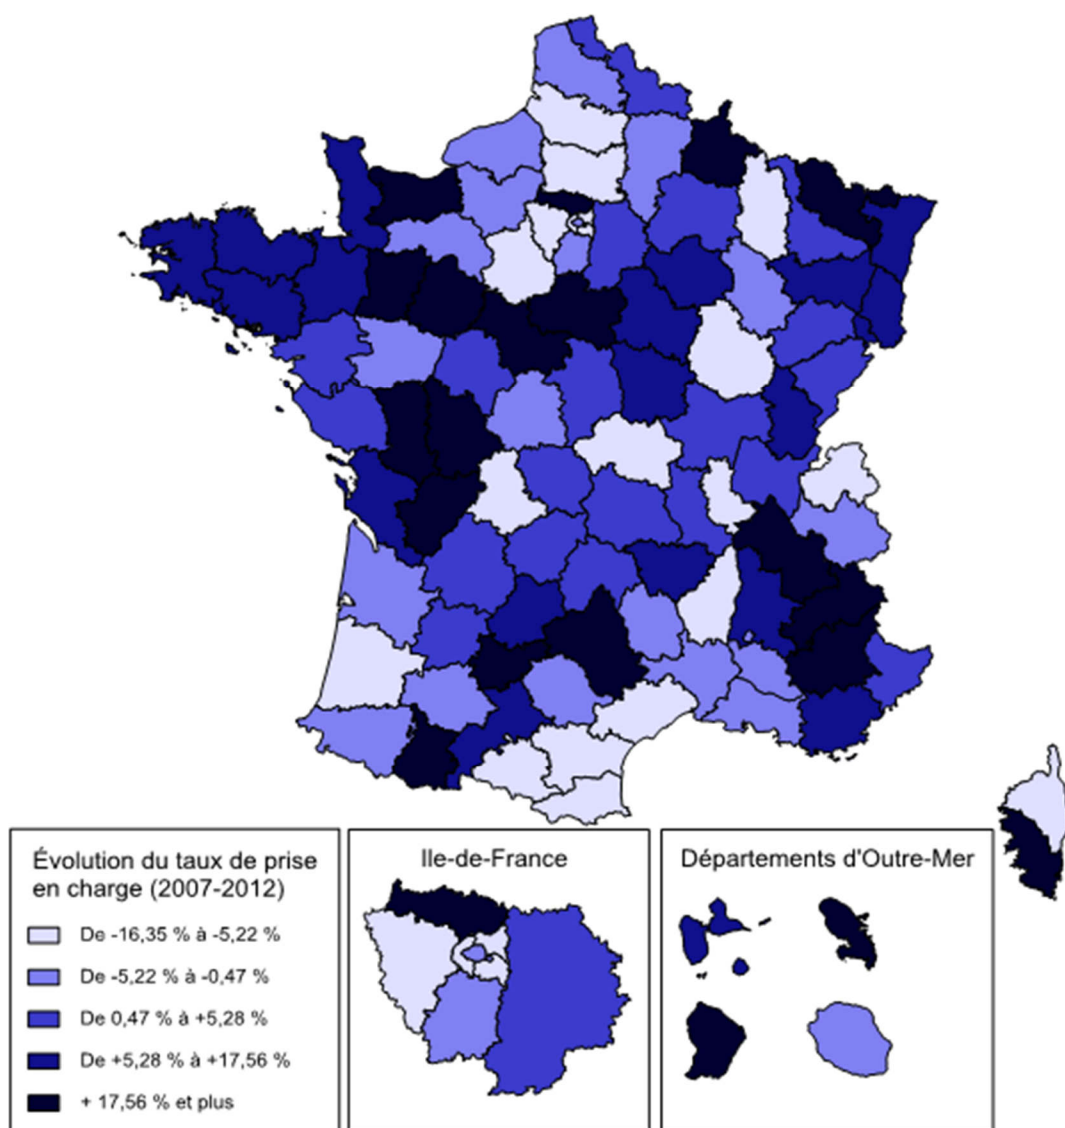 Évolution du taux de prise
en charge (2007-2012)
De -16,35 % à -5,22 %
De -5,22 % à -0,47 %
De 0,47 % à +5,28 %
De +5,28 % à +17,56 %
+ 17,56 % et plus
Ile-de-France
Départements d'Outre-Mer